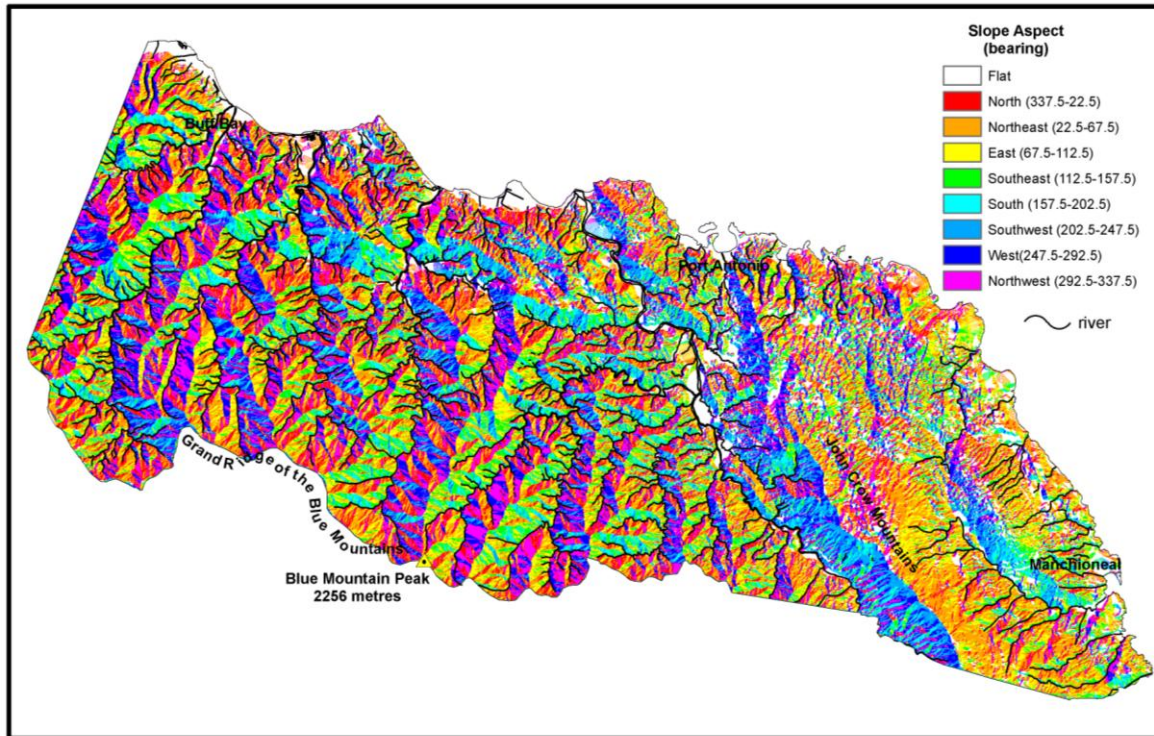 Slope Aspect
(bearing)
Flat
North (337.5-22.5)
Northeast (22.5-67.5)
East (67.5-112.5)
Southeast (112.5-157.5)
South (157.5-202.5)
Southwest (202.5-247.5)
West(247.5-292.5)
Northwest (292.5-337.5)
river
Buff Bay
Port Antonio
Grand Ridge of the Blue Mountains
John Crow Mountains
Manchioneal
Blue Mountain Peak
2256 metres